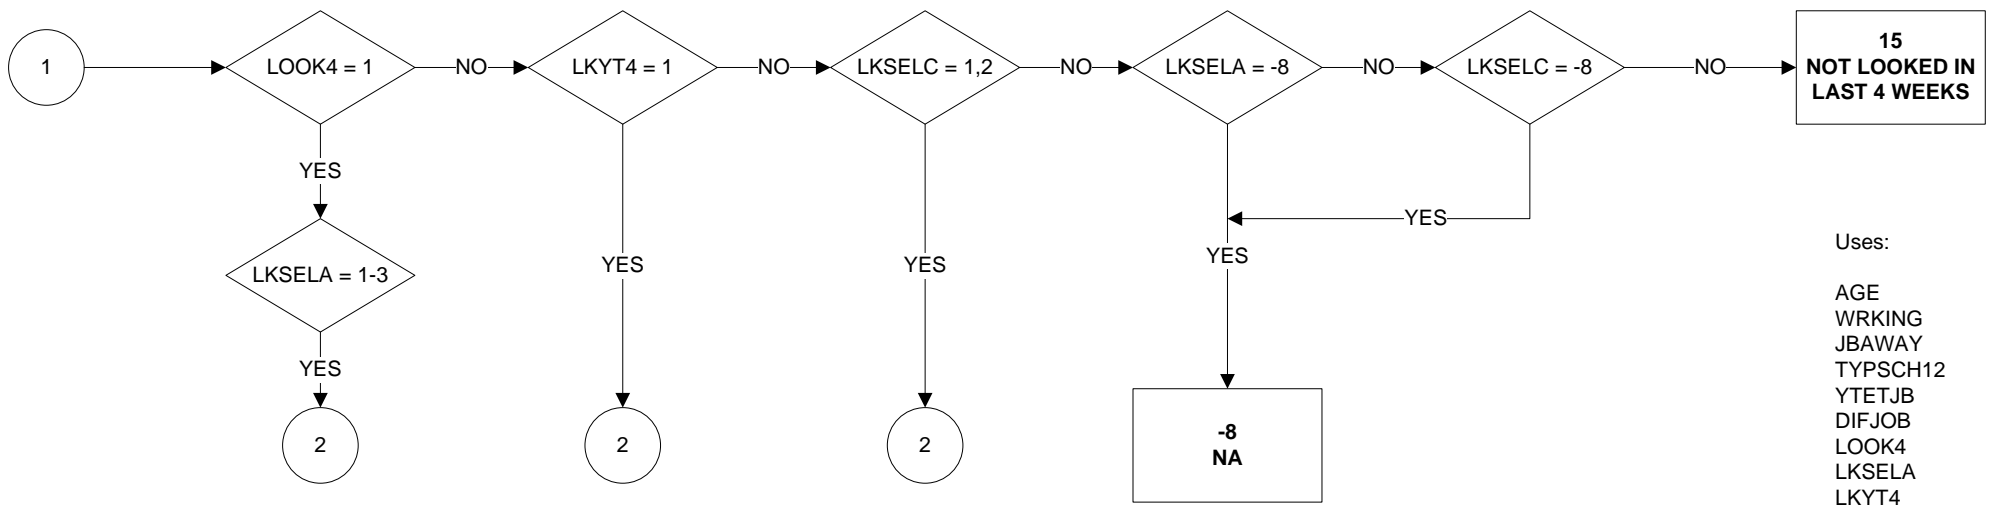 1
LOOK4 = 1
NO
LKYT4 = 1
NO
LKSELC = 1,2
NO
LKSELA = -8
NO
LKSELC = -8
NO
15
NOT LOOKED IN
LAST 4 WEEKS
YES
LKSELA = 1-3
YES
2
YES
2
YES
2
YES
YES
-8
NA
Uses:
AGE
WRKING
JBAWAY
TYPSCH12
YTETJB
DIFJOB
LOOK4
LKSELA
LKYT4